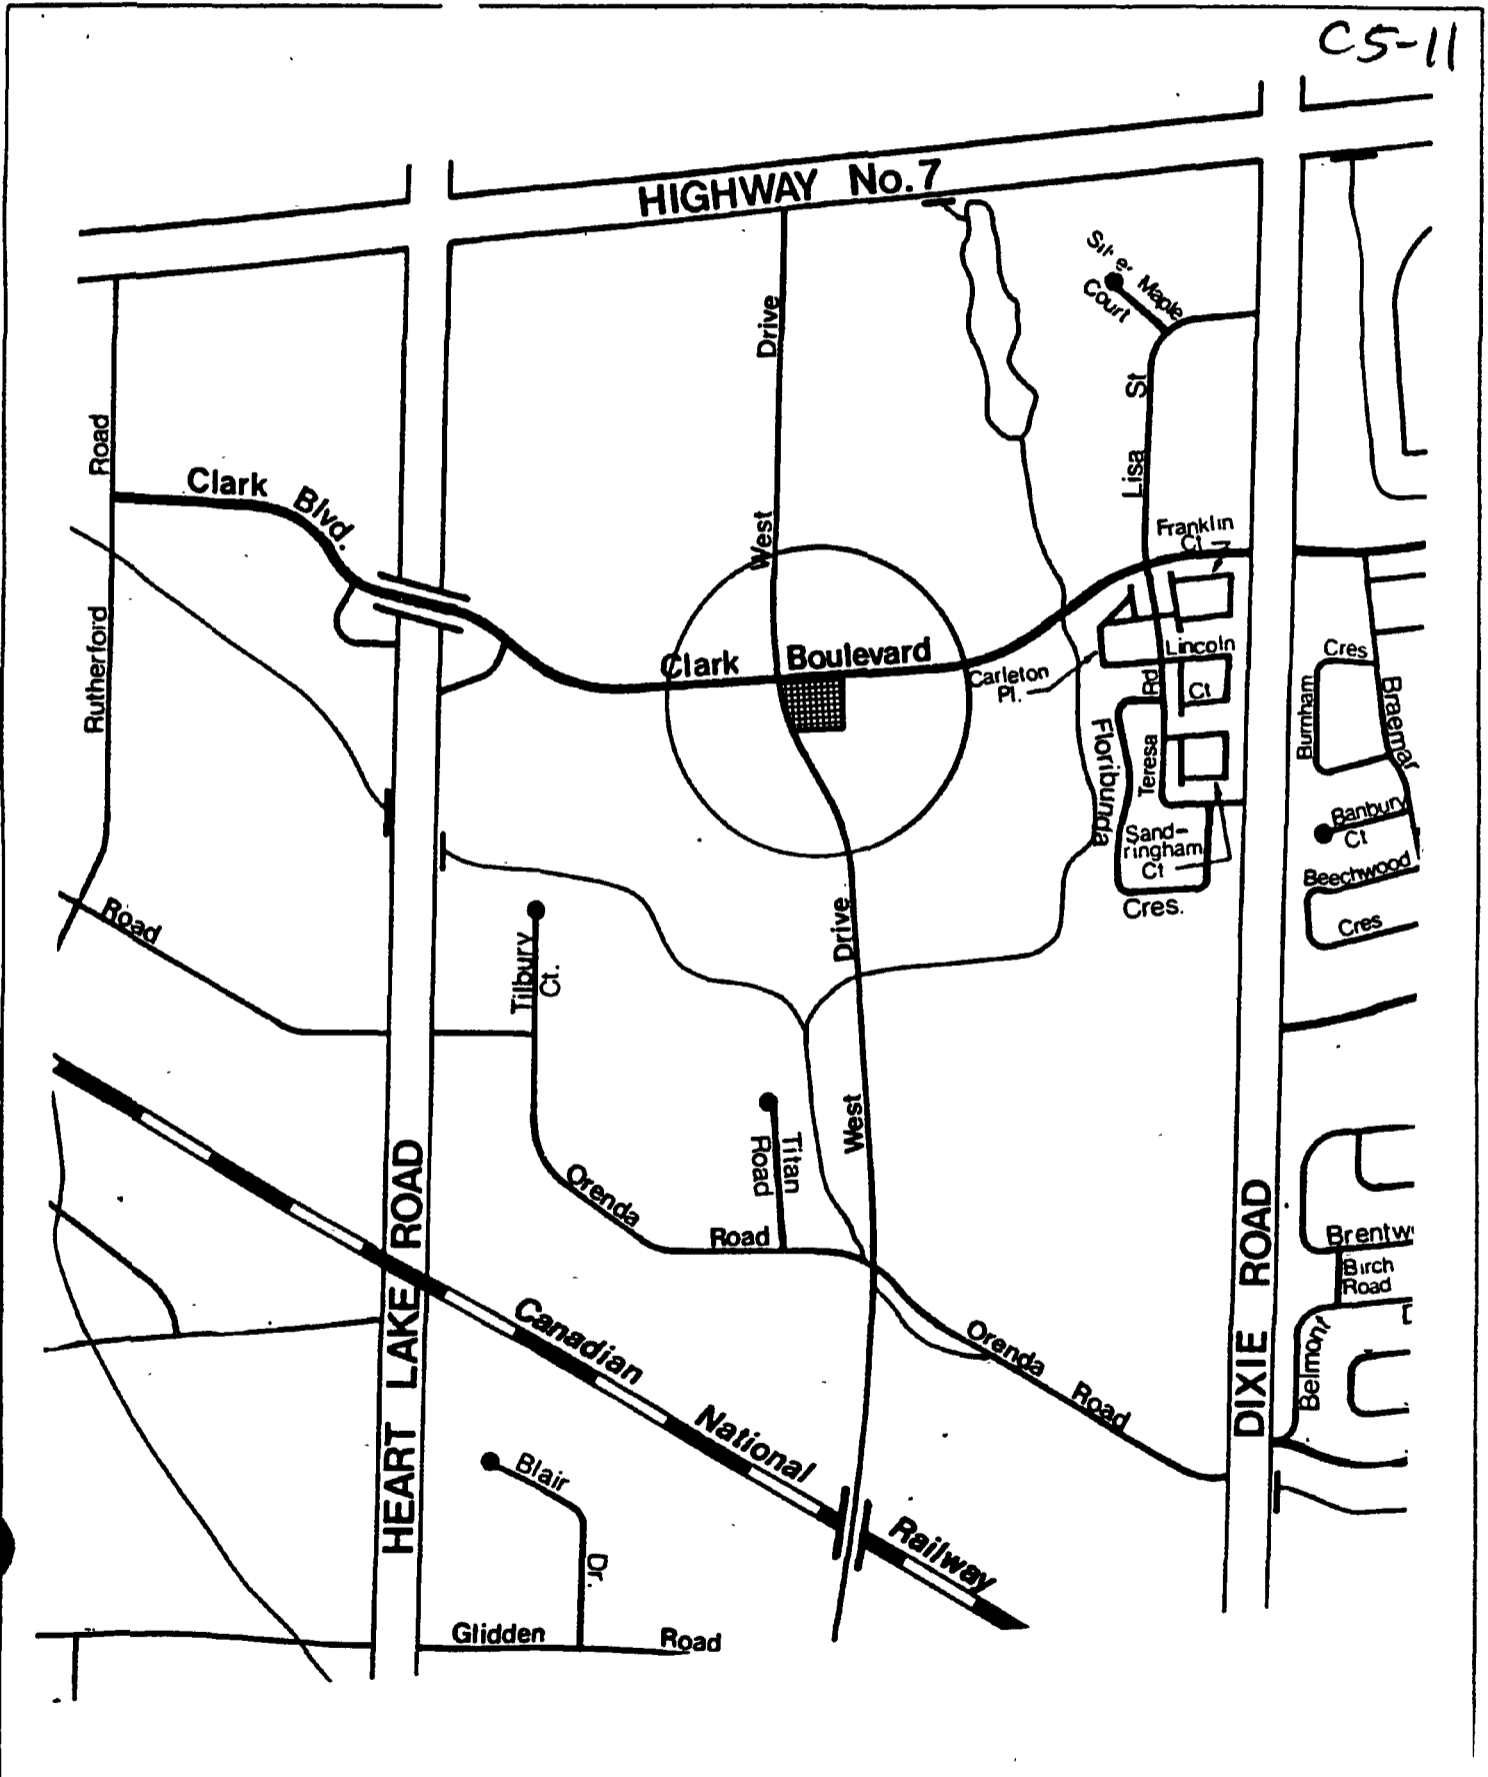 C5-11
HIGHWAY No. 7
Maple
Court
Drive
St
Road
Lisa
Clark Blvd.
West
Franklin
Ct
Rutherford
Clark Boulevard
Lincoln
Ct
Carleton
Pl.
Rd
Cres
Burnham
Braemar
Floribunda
Teresa
Banbury
Ct
Sand-
ringham
Ct
Beechwood
Cres
Cres.
Road
Drive
Tilbury
Ct.
West
Titan
Road
Orenda
Road
HEART LAKE ROAD
DIXIE ROAD
Birch
Road
Belmont
Orenda
Road
Canadian National Railway
Blair
Dr.
Glidden Road